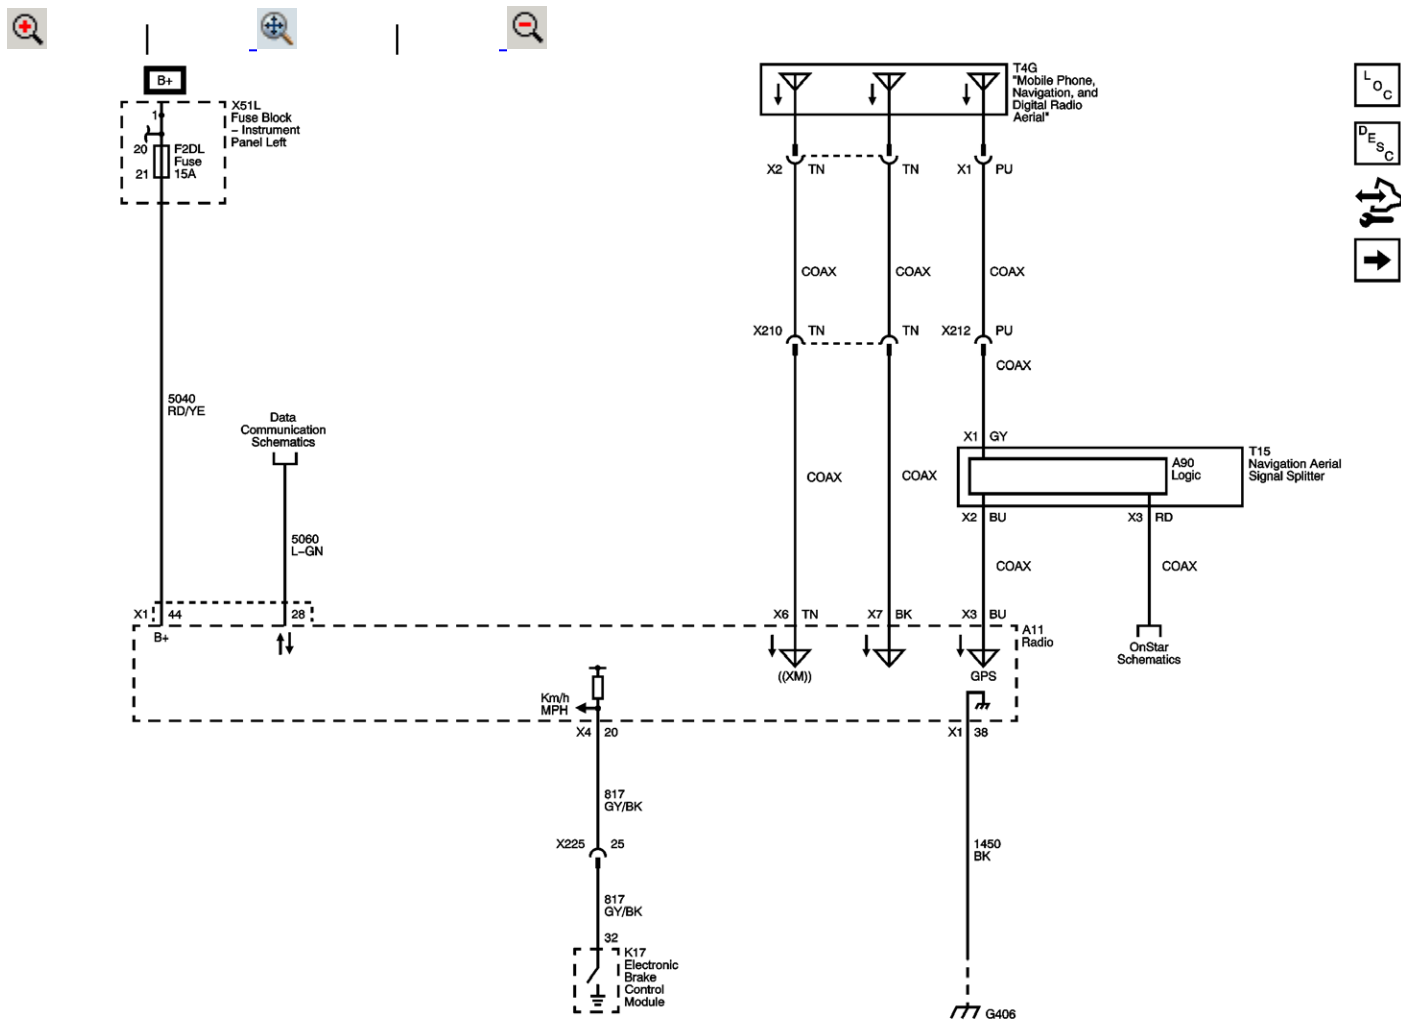 B+
X51L
Fuse Block
– Instrument
Panel Left
1
20
F2DL
Fuse
21
15A
T4G
"Mobile Phone,
Navigation, and
Digital Radio
Aerial"
LOC
DESC
X2 TN
TN
X1 PU
COAX
COAX
COAX
X210 TN
TN
X212 PU
COAX
5040
RD/YE
Data
Communication
Schematics
X1 GY
T15
Navigation Aerial
Signal Splitter
A90
Logic
COAX
COAX
X2 BU
X3 RD
5060
L–GN
COAX
COAX
X1 44
28
X6 TN
X7 BK
X3 BU
A11
Radio
B+
((XM))
GPS
OnStar
Schematics
Km/h
MPH
X4 20
X1 38
817
GY/BK
X225 25
1450
BK
817
GY/BK
32
K17
Electronic
Brake
Control
Module
G406